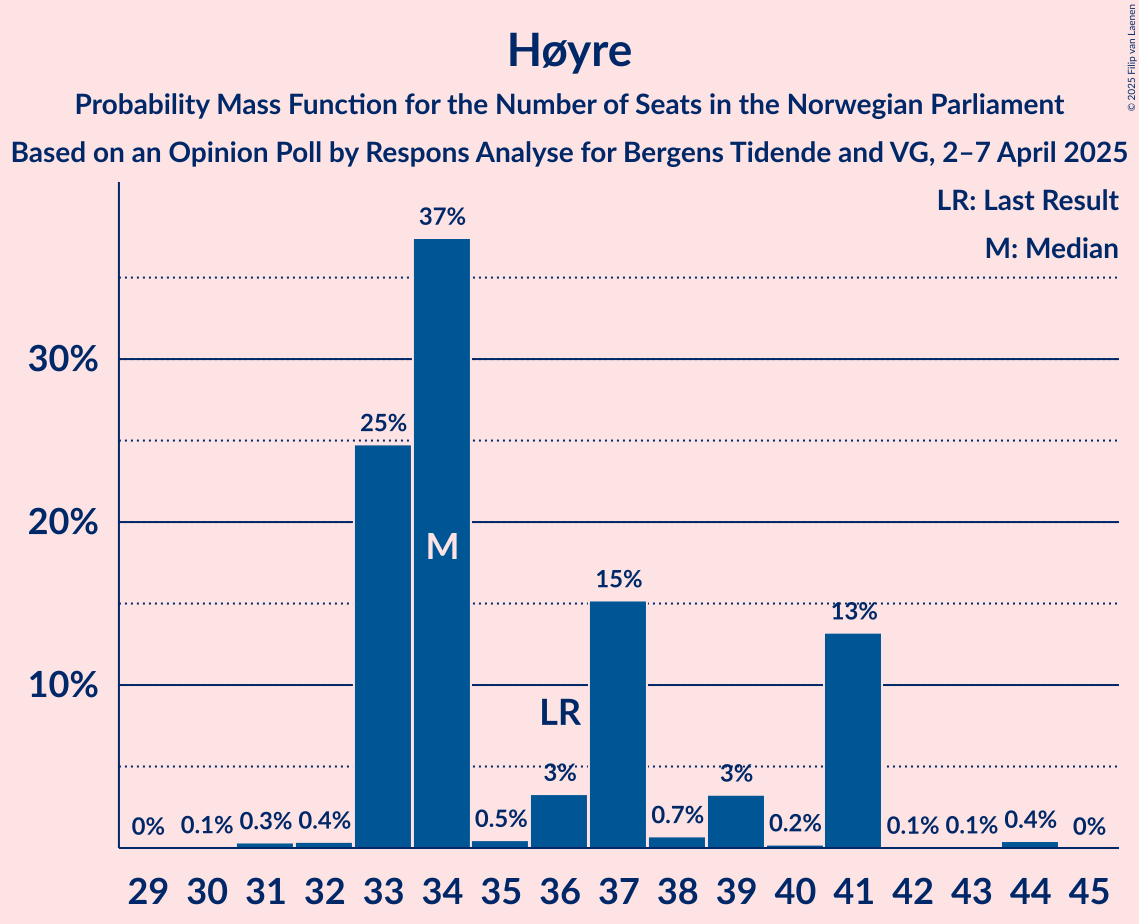 Høyre
Probability Mass Function for the Number of Seats in the Norwegian Parliament
Based on an Opinion Poll by Respons Analyse for Bergens Tidende and VG, 2–7 April 2025
© 2025 Filip van Laenen
LR: Last Result
M: Median
37%
30%
25%
20%
M
15%
13%
10%
LR
3%
3%
0%
0.1%
0.3%
0.4%
0.5%
0.7%
0.2%
0.1%
0.1%
0.4%
0%
29 30 31 32 33 34 35 36 37 38 39 40 41 42 43 44 45